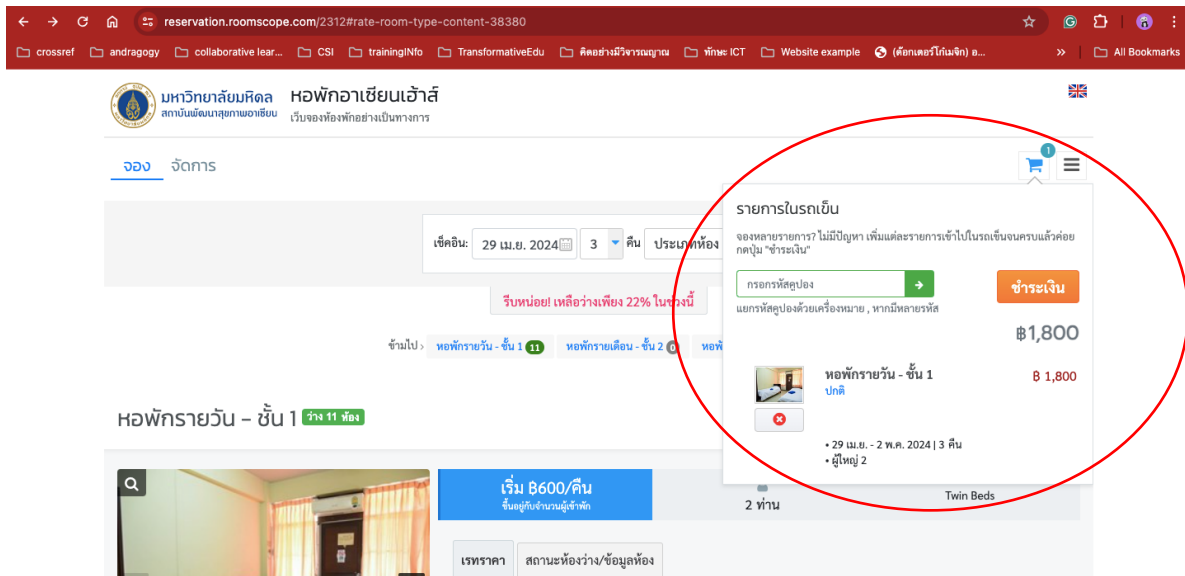 reservation.roomscope.com/2312#rate-room-type-content-38380
crossref andragogy collaborative lear... CSI trainingINfo TransformativeEdu คิดอย่างมีวิจารณญาณ ทักษะ ICT Website example (ด๊อกเตอร์โก๋เมจิก) อ... » All Bookmarks
มหาวิทยาลัยมหิดล
สถาบันพัฒนาสุขภาพอาเซียน
หอพักอาเซียนเฮ้าส์
เว็บจองห้องพักอย่างเป็นทางการ
จอง จัดการ
1
รายการในรถเข็น
จองหลายรายการ? ไม่มีปัญหา เพิ่มแต่ละรายการเข้าไปในรถเข็นจนครบแล้วค่อย
กดปุ่ม "ชำระเงิน"
เช็คอิน: 29 เม.ย. 2024 3 คืน ประเภทห้อง
กรอกรหัสคูปอง ชำระเงิน
แยกรหัสคูปองด้วยเครื่องหมาย , หากมีหลายรหัส
รีบหน่อย! เหลือว่างเพียง 22% ในช่วงนี้
฿1,800
ข้ามไป › หอพักรายวัน - ชั้น 1 11 หอพักรายเดือน - ชั้น 2 0 หอพั
หอพักรายวัน - ชั้น 1 ฿ 1,800
ปกติ
หอพักรายวัน – ชั้น 1 ว่าง 11 ห้อง
• 29 เม.ย. - 2 พ.ค. 2024 | 3 คืน
• ผู้ใหญ่ 2
เริ่ม ฿600/คืน
ขึ้นอยู่กับจำนวนผู้เข้าพัก
2 ท่าน
Twin Beds
เรทราคา สถานะห้องว่าง/ข้อมูลห้อง